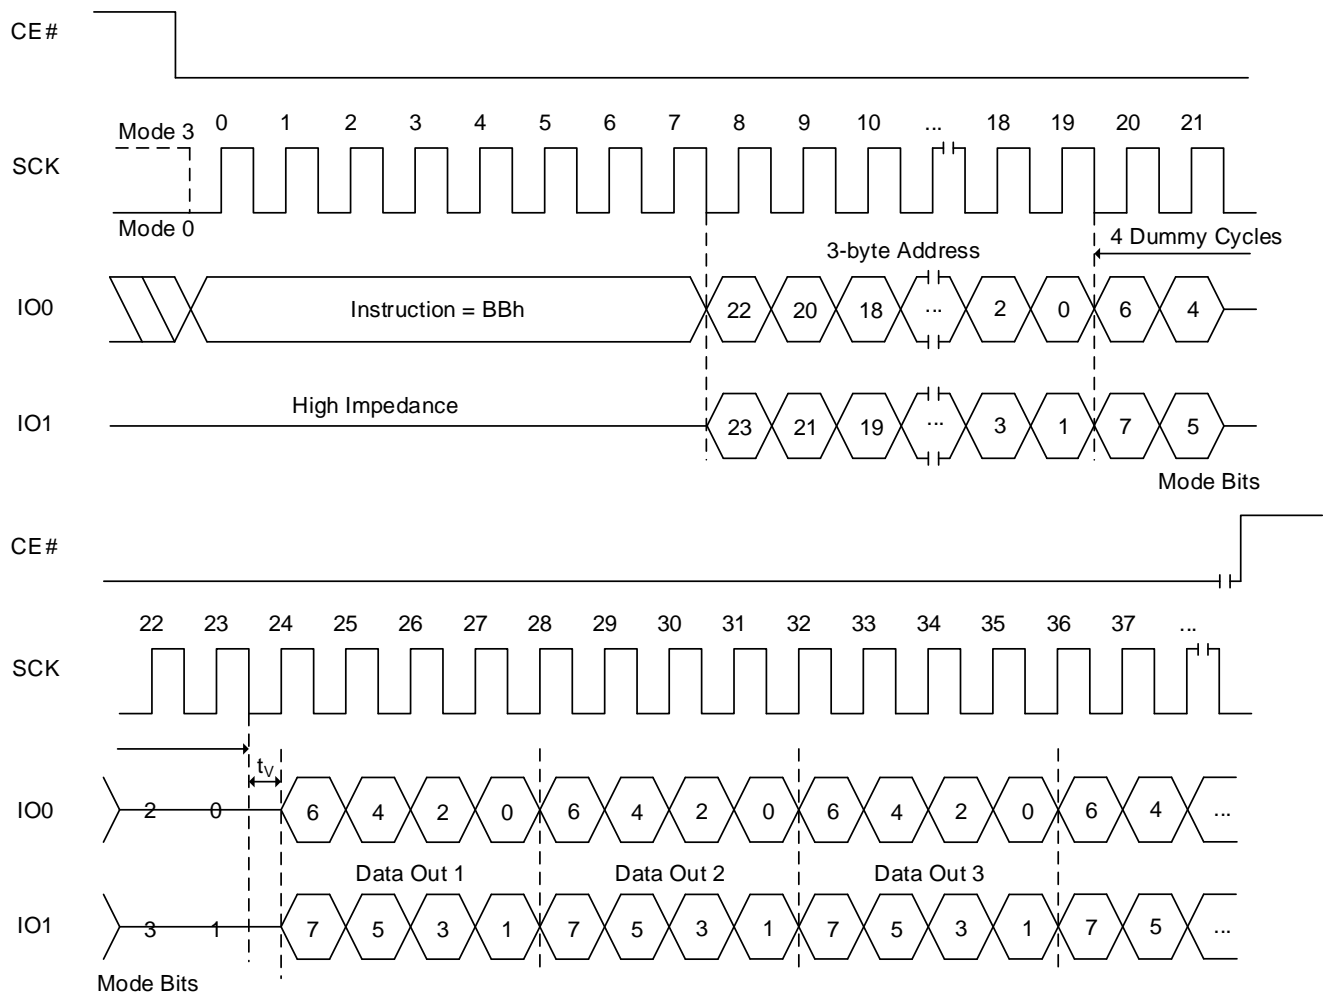 CE#
0 1 2 3 4 5 6 7 8 9 10 ... 18 19 20 21
Mode 3
SCK
Mode 0
3-byte Address 4 Dummy Cycles
IO0 Instruction = BBh 22 20 18 ... 2 0 6 4
High Impedance
IO1 23 21 19 ... 3 1 7 5
Mode Bits
CE#
22 23 24 25 26 27 28 29 30 31 32 33 34 35 36 37 ...
SCK
tV
IO0 2 0 6 4 2 0 6 4 2 0 6 4 2 0 6 4 ...
Data Out 1 Data Out 2 Data Out 3
IO1 3 1 7 5 3 1 7 5 3 1 7 5 3 1 7 5 ...
Mode Bits